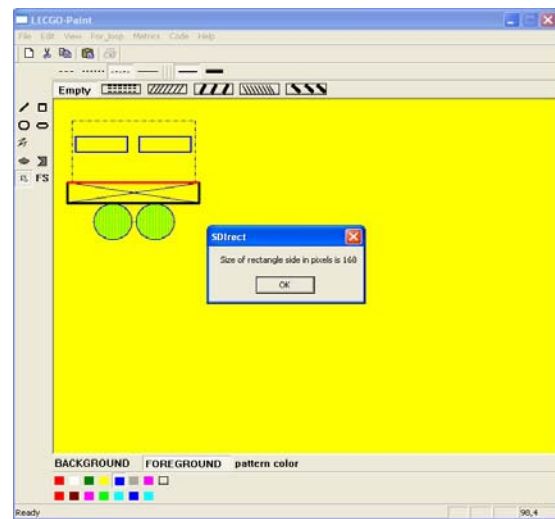 LECGO-Paint
File Edit View For_loop Metrics Code Help
Empty
FS
SDIrect
Size of rectangle side in pixels is 160
OK
BACKGROUND FOREGROUND pattern color
Ready 98,4